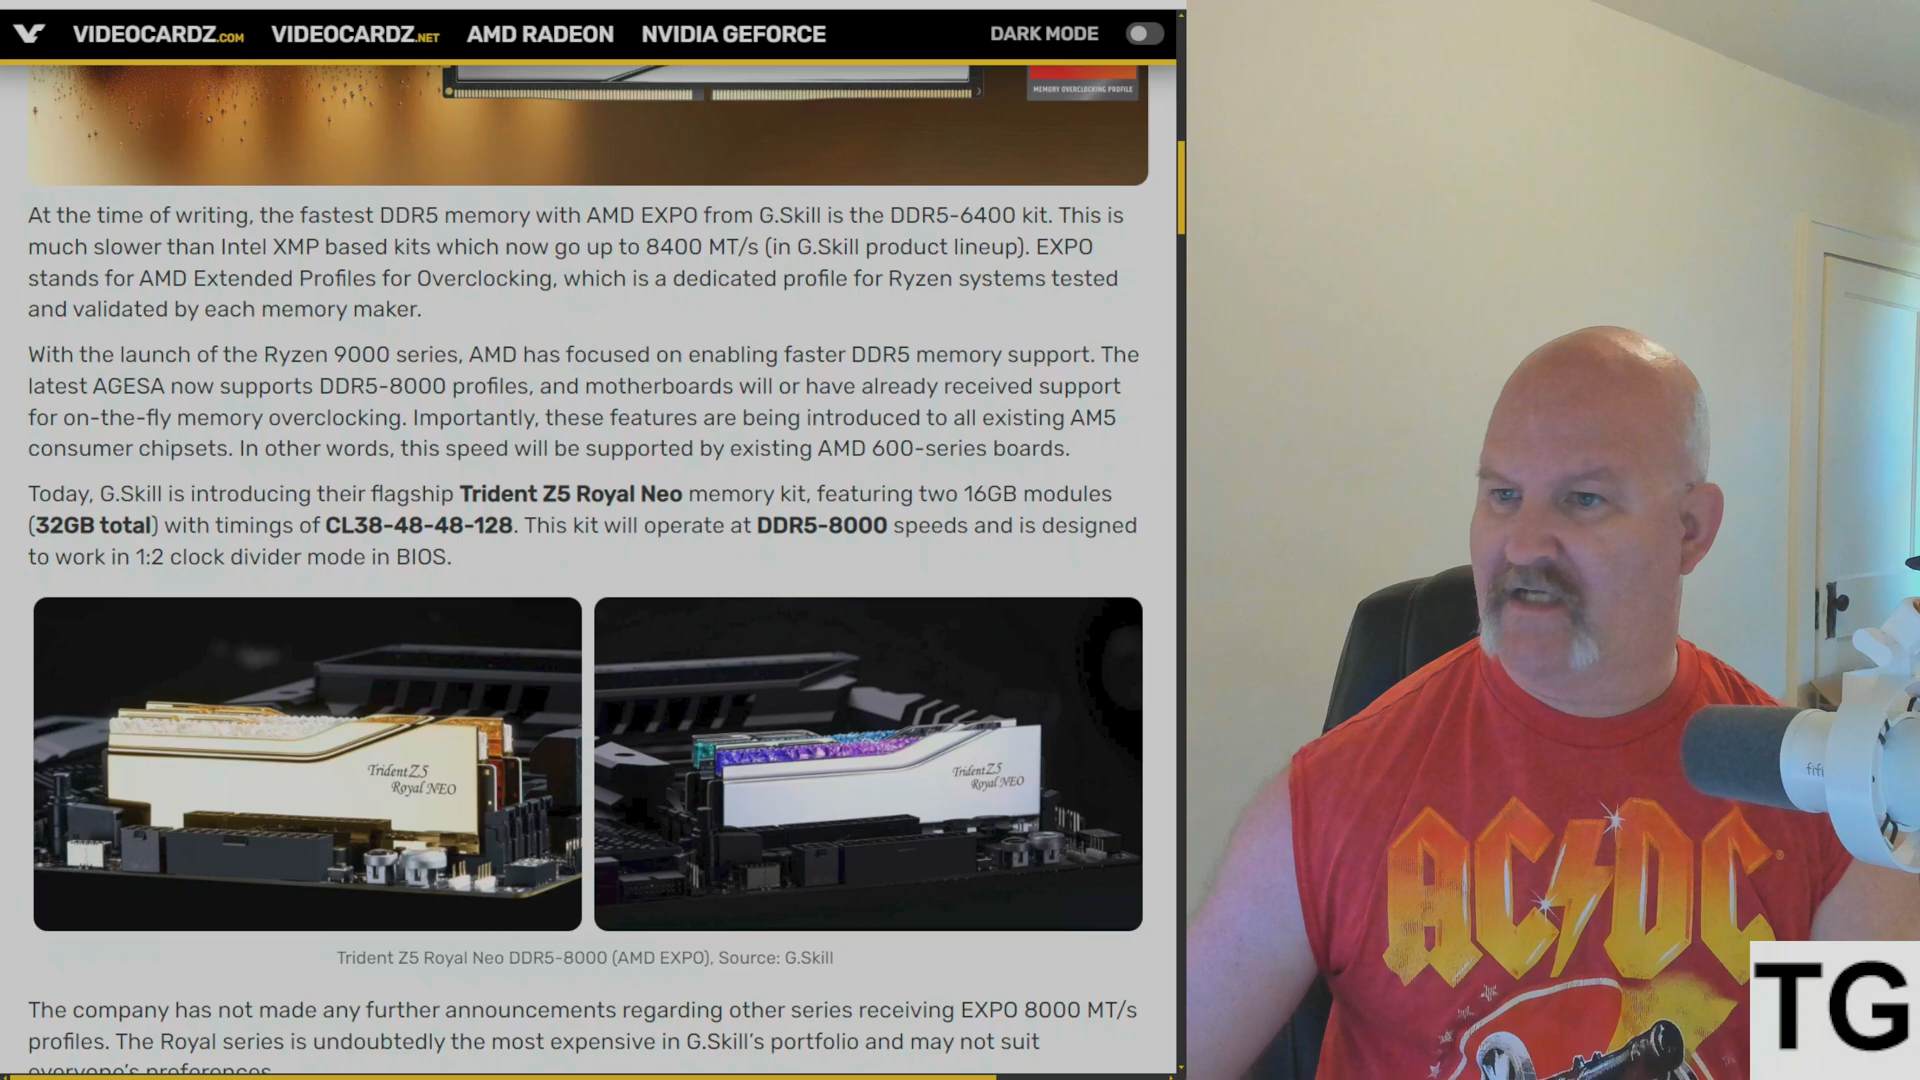 VIDEOCARDZ.COM VIDEOCARDZ.NET AMD RADEON NVIDIA GEFORCE DARK MODE
MEMORY OVERCLOCKING PROFILE
At the time of writing, the fastest DDR5 memory with AMD EXPO from G.Skill is the DDR5-6400 kit. This is
much slower than Intel XMP based kits which now go up to 8400 MT/s (in G.Skill product lineup). EXPO
stands for AMD Extended Profiles for Overclocking, which is a dedicated profile for Ryzen systems tested
and validated by each memory maker.
With the launch of the Ryzen 9000 series, AMD has focused on enabling faster DDR5 memory support. The
latest AGESA now supports DDR5-8000 profiles, and motherboards will or have already received support
for on-the-fly memory overclocking. Importantly, these features are being introduced to all existing AM5
consumer chipsets. In other words, this speed will be supported by existing AMD 600-series boards.
Today, G.Skill is introducing their flagship Trident Z5 Royal Neo memory kit, featuring two 16GB modules
(32GB total) with timings of CL38-48-48-128. This kit will operate at DDR5-8000 speeds and is designed
to work in 1:2 clock divider mode in BIOS.
Trident Z5
Royal NEO
Trident Z5
Royal NEO
Trident Z5 Royal Neo DDR5-8000 (AMD EXPO), Source: G.Skill
The company has not made any further announcements regarding other series receiving EXPO 8000 MT/s
profiles. The Royal series is undoubtedly the most expensive in G.Skill's portfolio and may not suit
everyone's preferences.
fifi
AC/DC
TG